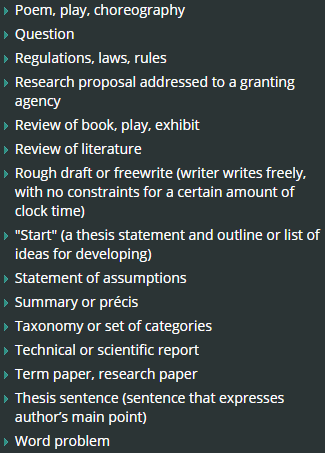 Poem, play, choreography
Question
Regulations, laws, rules
Research proposal addressed to a granting
agency
Review of book, play, exhibit
Review of literature
Rough draft or freewrite (writer writes freely,
with no constraints for a certain amount of
clock time)
"Start" (a thesis statement and outline or list of
ideas for developing)
Statement of assumptions
Summary or précis
Taxonomy or set of categories
Technical or scientific report
Term paper, research paper
Thesis sentence (sentence that expresses
author's main point)
Word problem